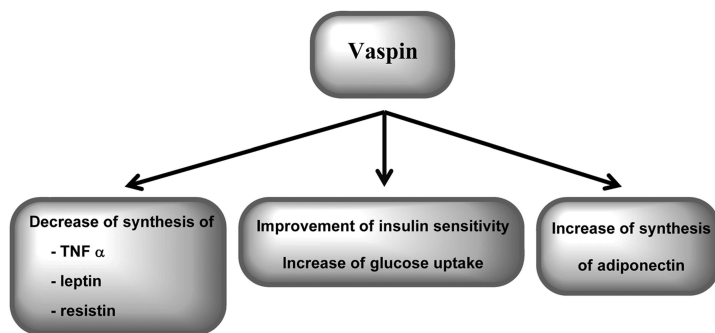 Vaspin
Decrease of synthesis of
- TNF α
- leptin
- resistin
Improvement of insulin sensitivity
Increase of glucose uptake
Increase of synthesis
of adiponectin